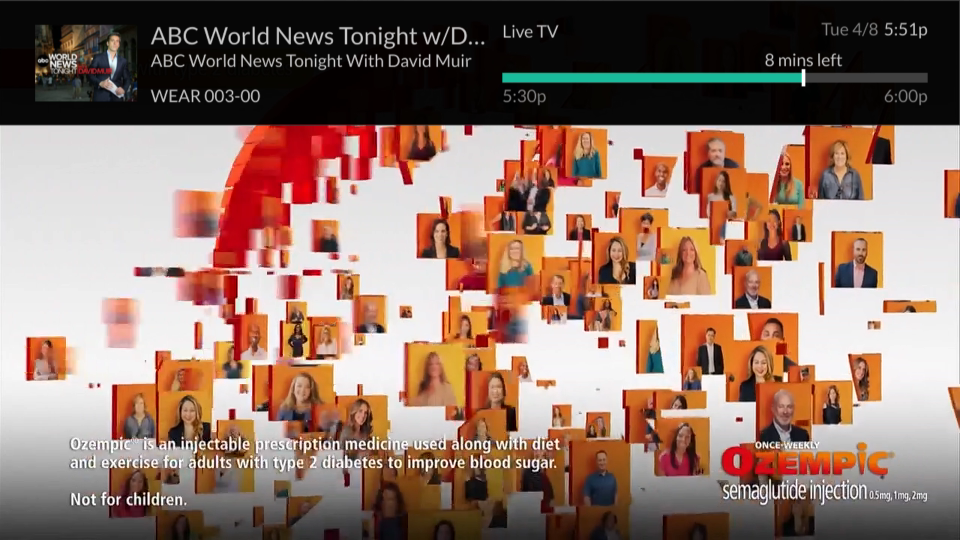 ABC World News Tonight w/D...
ABC World News Tonight With David Muir
WEAR 003-00
abc WORLD
NEWS
TONIGHT
Live TV
Tue 4/8 5:51p
8 mins left
5:30p
6:00p
Ozempic® is an injectable prescription medicine used along with diet
and exercise for adults with type 2 diabetes to improve blood sugar.
Not for children.
ONCE-WEEKLY
OZEMPIC®
semaglutide injection 0.5mg, 1mg, 2mg